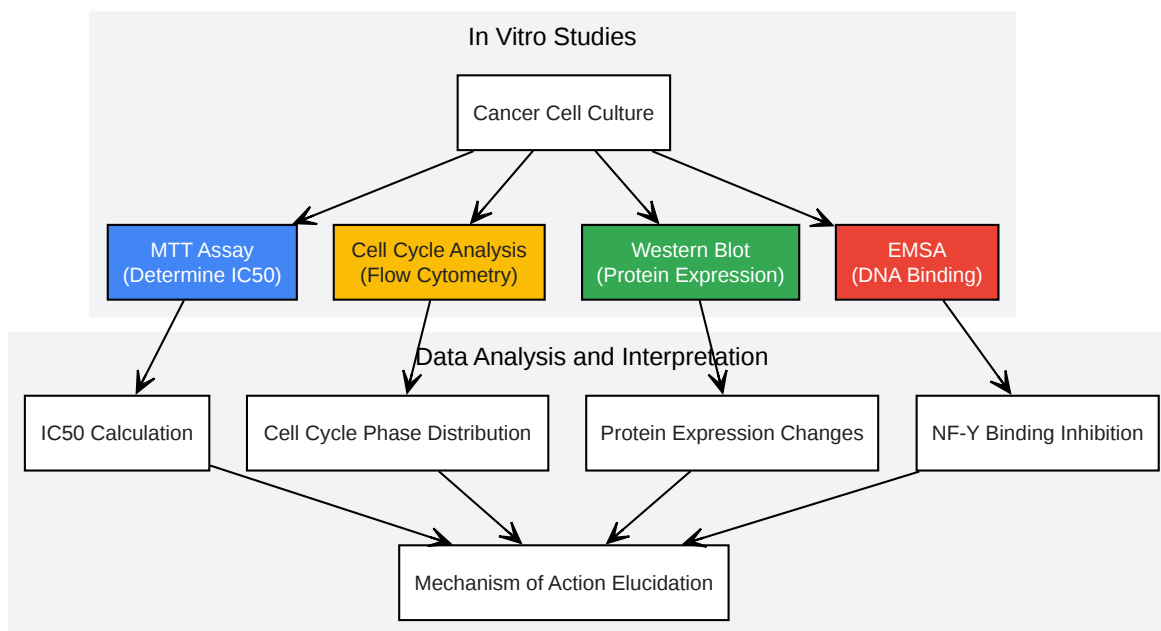 In Vitro Studies
Cancer Cell Culture
MTT Assay
(Determine IC50)
Cell Cycle Analysis
(Flow Cytometry)
Western Blot
(Protein Expression)
EMSA
(DNA Binding)
Data Analysis and Interpretation
IC50 Calculation
Cell Cycle Phase Distribution
Protein Expression Changes
NF-Y Binding Inhibition
Mechanism of Action Elucidation